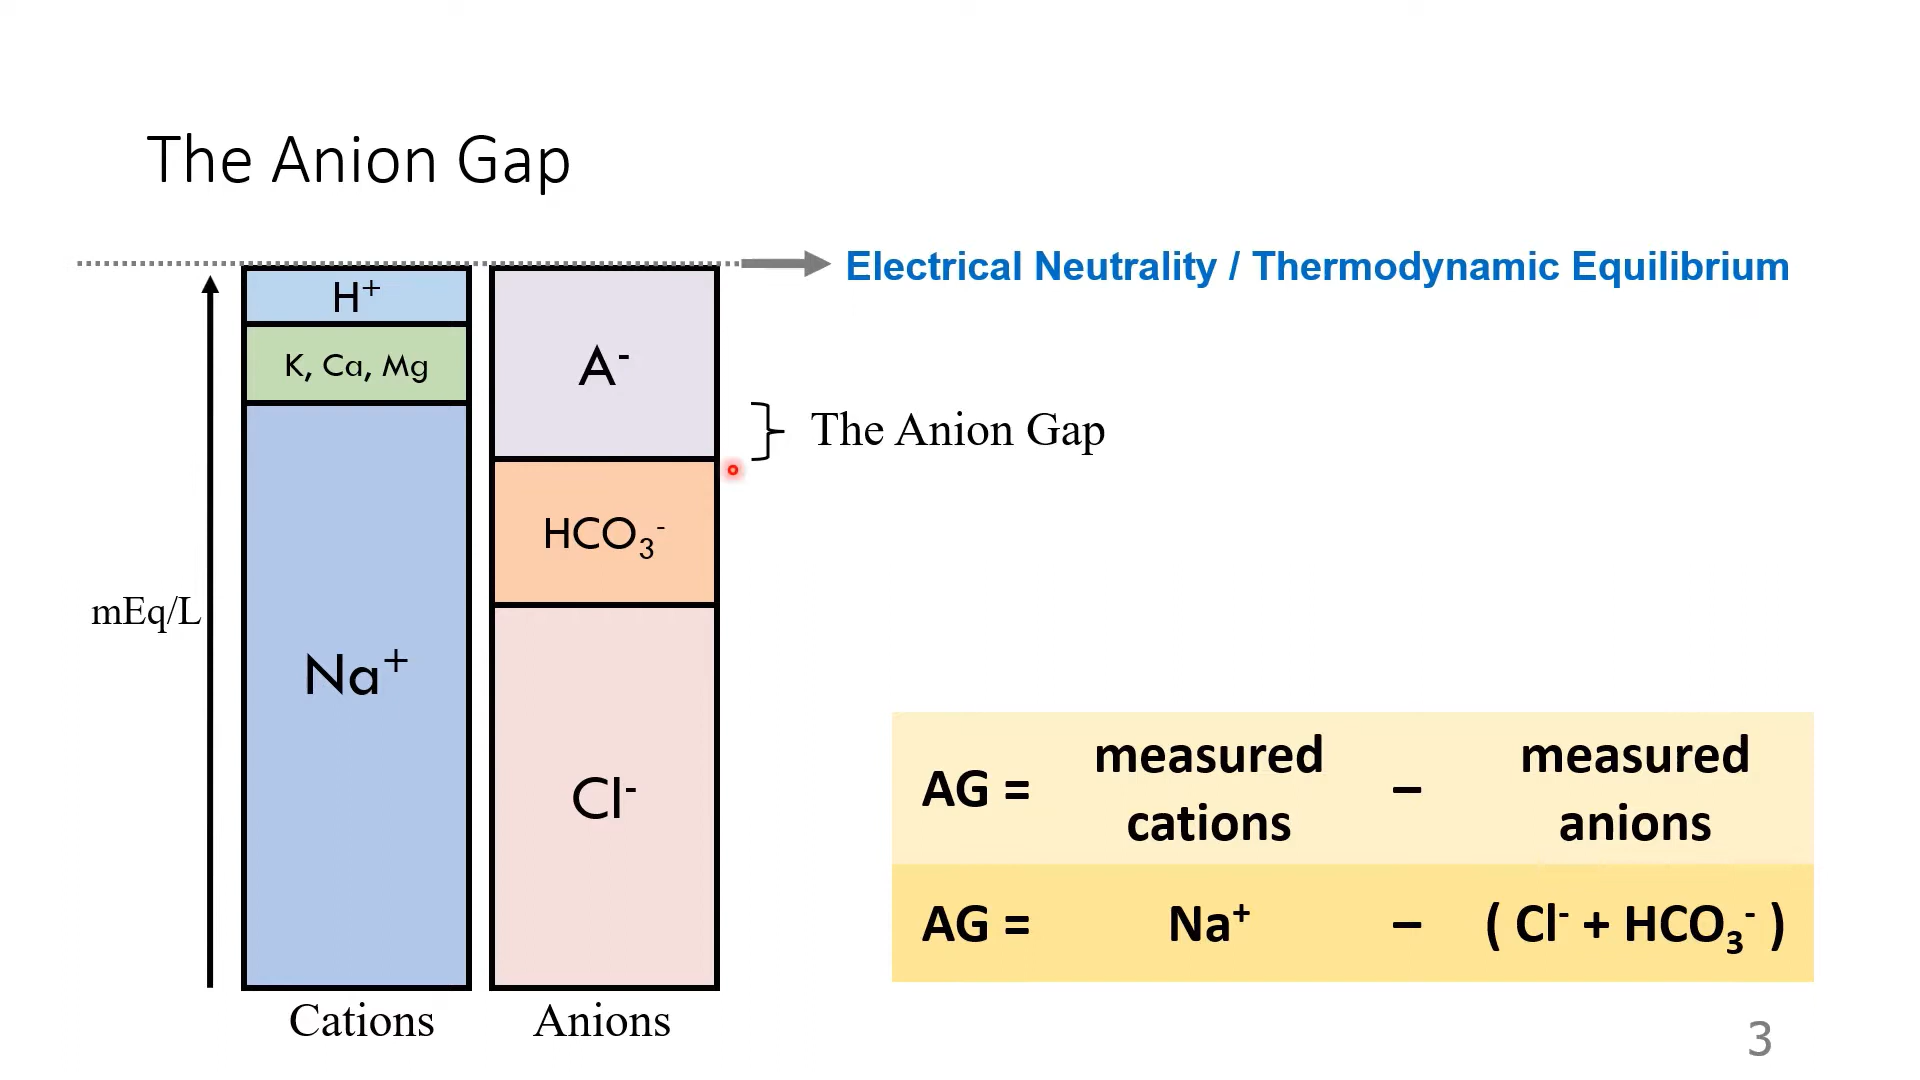 The Anion Gap
Electrical Neutrality / Thermodynamic Equilibrium
H⁺
K, Ca, Mg
Na⁺
A⁻
HCO₃⁻
Cl⁻
The Anion Gap
mEq/L
Cations
Anions
AG = measured cations – measured anions
AG = Na⁺ – ( Cl⁻ + HCO₃⁻ )
3